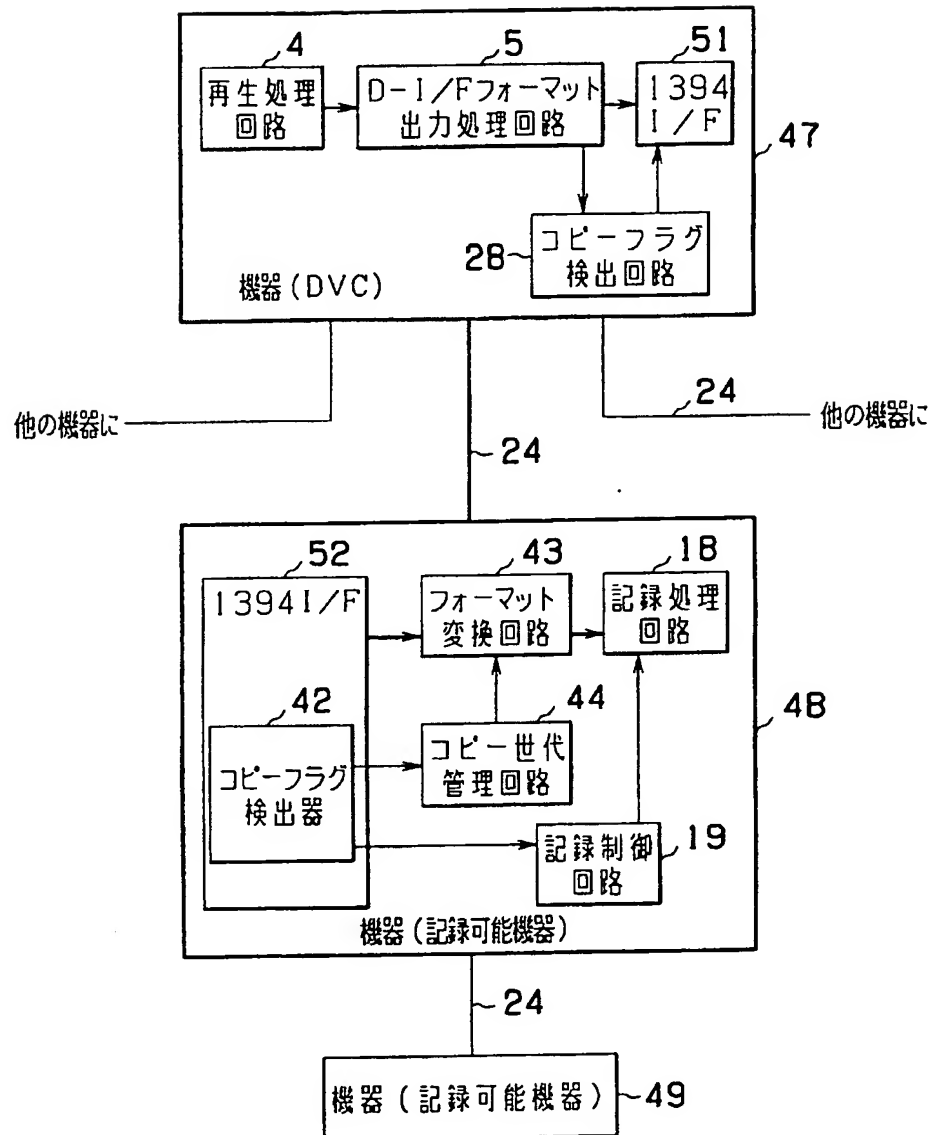 4
再生処理
回路
5
D-I/Fフォーマット
出力処理回路
51
1394
I/F
47
28
コピーフラグ
検出回路
機器(DVC)
他の機器に
24
他の機器に
24
52
1394I/F
43
フォーマット
変換回路
18
記録処理
回路
42
コピーフラグ
検出器
44
コピー世代
管理回路
48
19
記録制御
回路
機器(記録可能機器)
24
機器(記録可能機器)
49